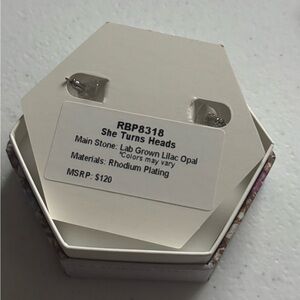 RBP8318
She Turns Heads
Main Stone: Lab Grown Lilac Opal
*Colors may vary
Materials: Rhodium Plating
MSRP: $120